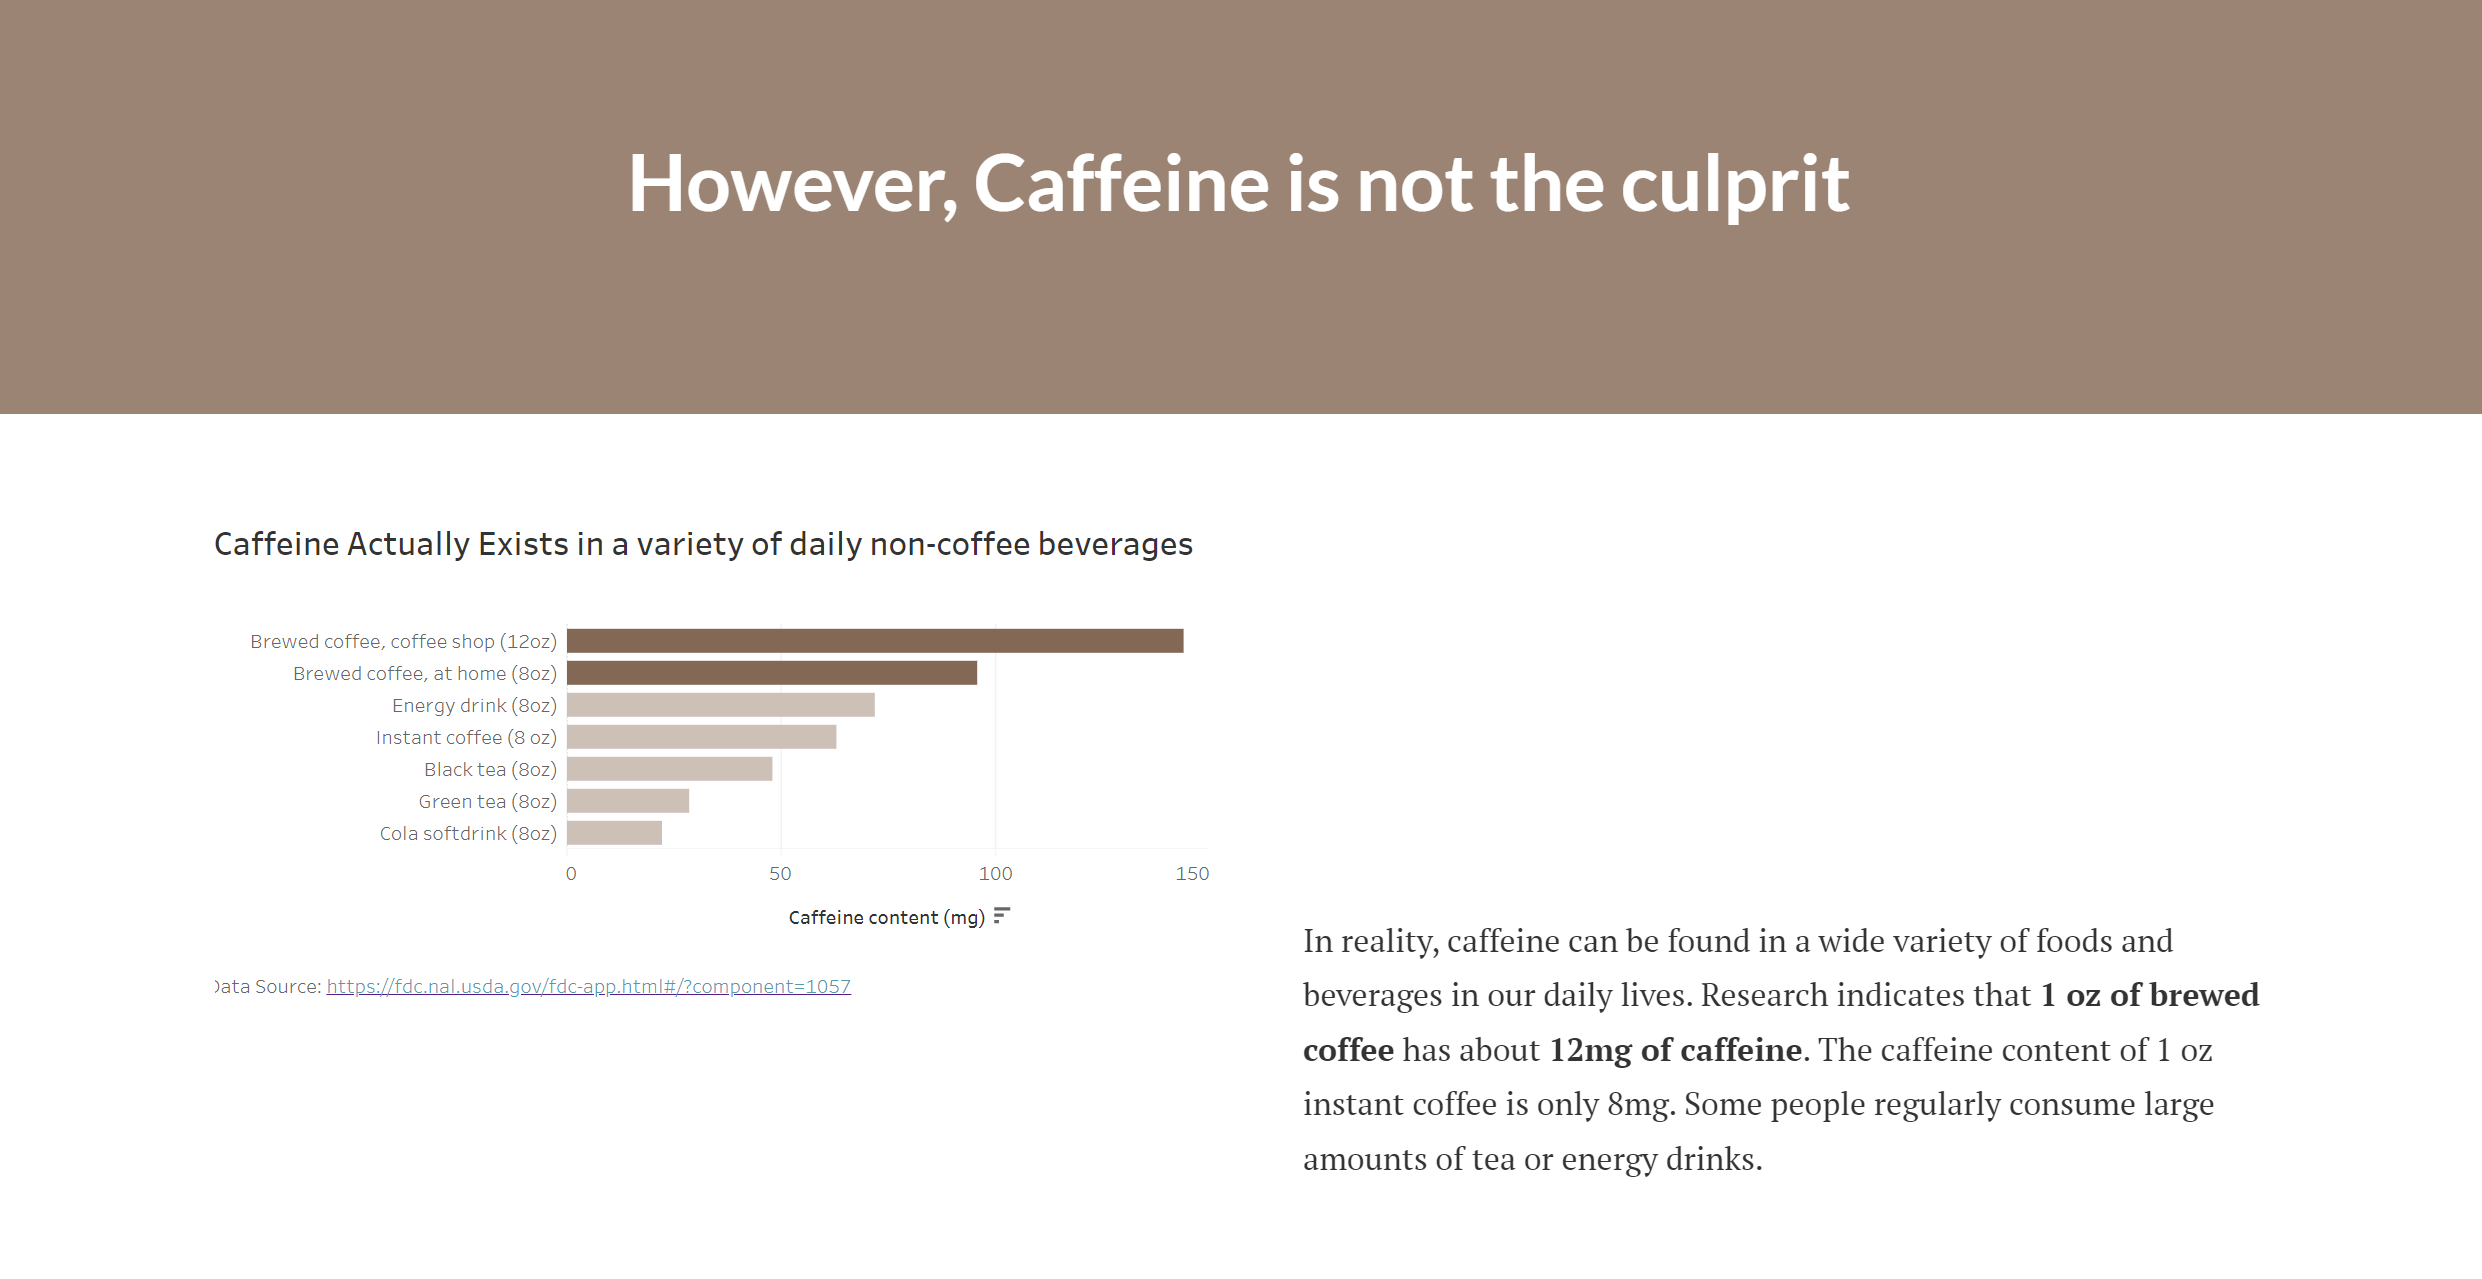 However, Caffeine is not the culprit
Caffeine Actually Exists in a variety of daily non-coffee beverages
Brewed coffee, coffee shop (12oz)
Brewed coffee, at home (8oz)
Energy drink (8oz)
Instant coffee (8 oz)
Black tea (8oz)
Green tea (8oz)
Cola softdrink (8oz)
0 50 100 150
Caffeine content (mg)
Data Source: https://fdc.nal.usda.gov/fdc-app.html#/?component=1057
In reality, caffeine can be found in a wide variety of foods and
beverages in our daily lives. Research indicates that 1 oz of brewed
coffee has about 12mg of caffeine. The caffeine content of 1 oz
instant coffee is only 8mg. Some people regularly consume large
amounts of tea or energy drinks.